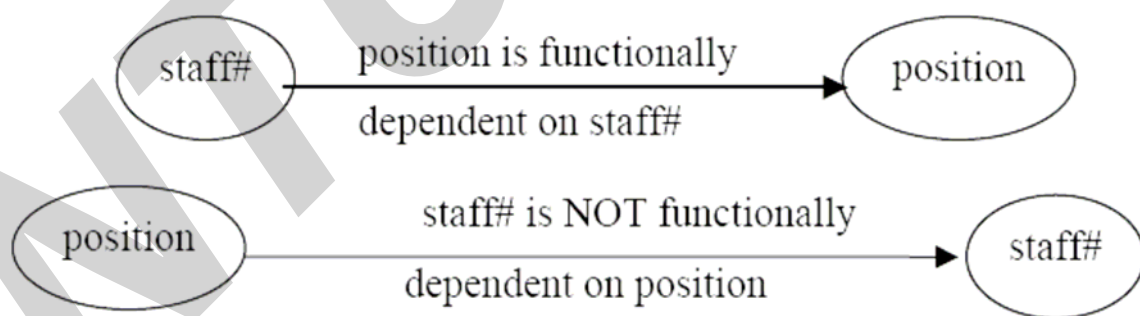 staff#
position is functionally
dependent on staff#
position
position
staff# is NOT functionally
dependent on position
staff#